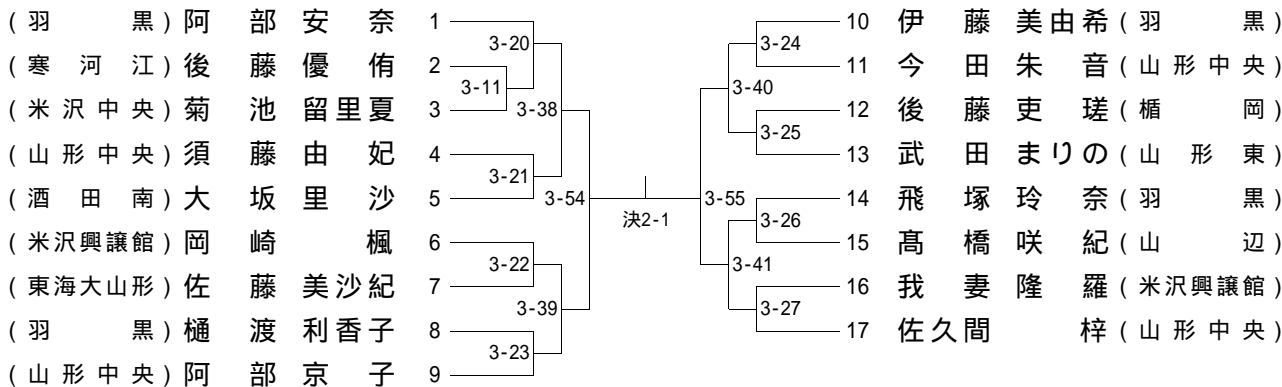 (羽黒) 阿部安奈 1
(寒河江) 後藤優侑 2
(米沢中央) 菊池留里夏 3
(山形中央) 須藤由妃 4
(酒田南) 大坂里沙 5
(米沢興譲館) 岡崎楓 6
(東海大山形) 佐藤美沙紀 7
(羽黒) 樋渡利香子 8
(山形中央) 阿部京子 9
3-20
3-11
3-38
3-21
3-54
3-22
3-39
3-23
決2-1
3-24
3-40
3-25
3-55
3-26
3-41
3-27
10 伊藤美由希 (羽黒)
11 今田朱音 (山形中央)
12 後藤吏瑳 (楯岡)
13 武田まりの (山形東)
14 飛塚玲奈 (羽黒)
15 髙橋咲紀 (山辺)
16 我妻隆羅 (米沢興譲館)
17 佐久間梓 (山形中央)